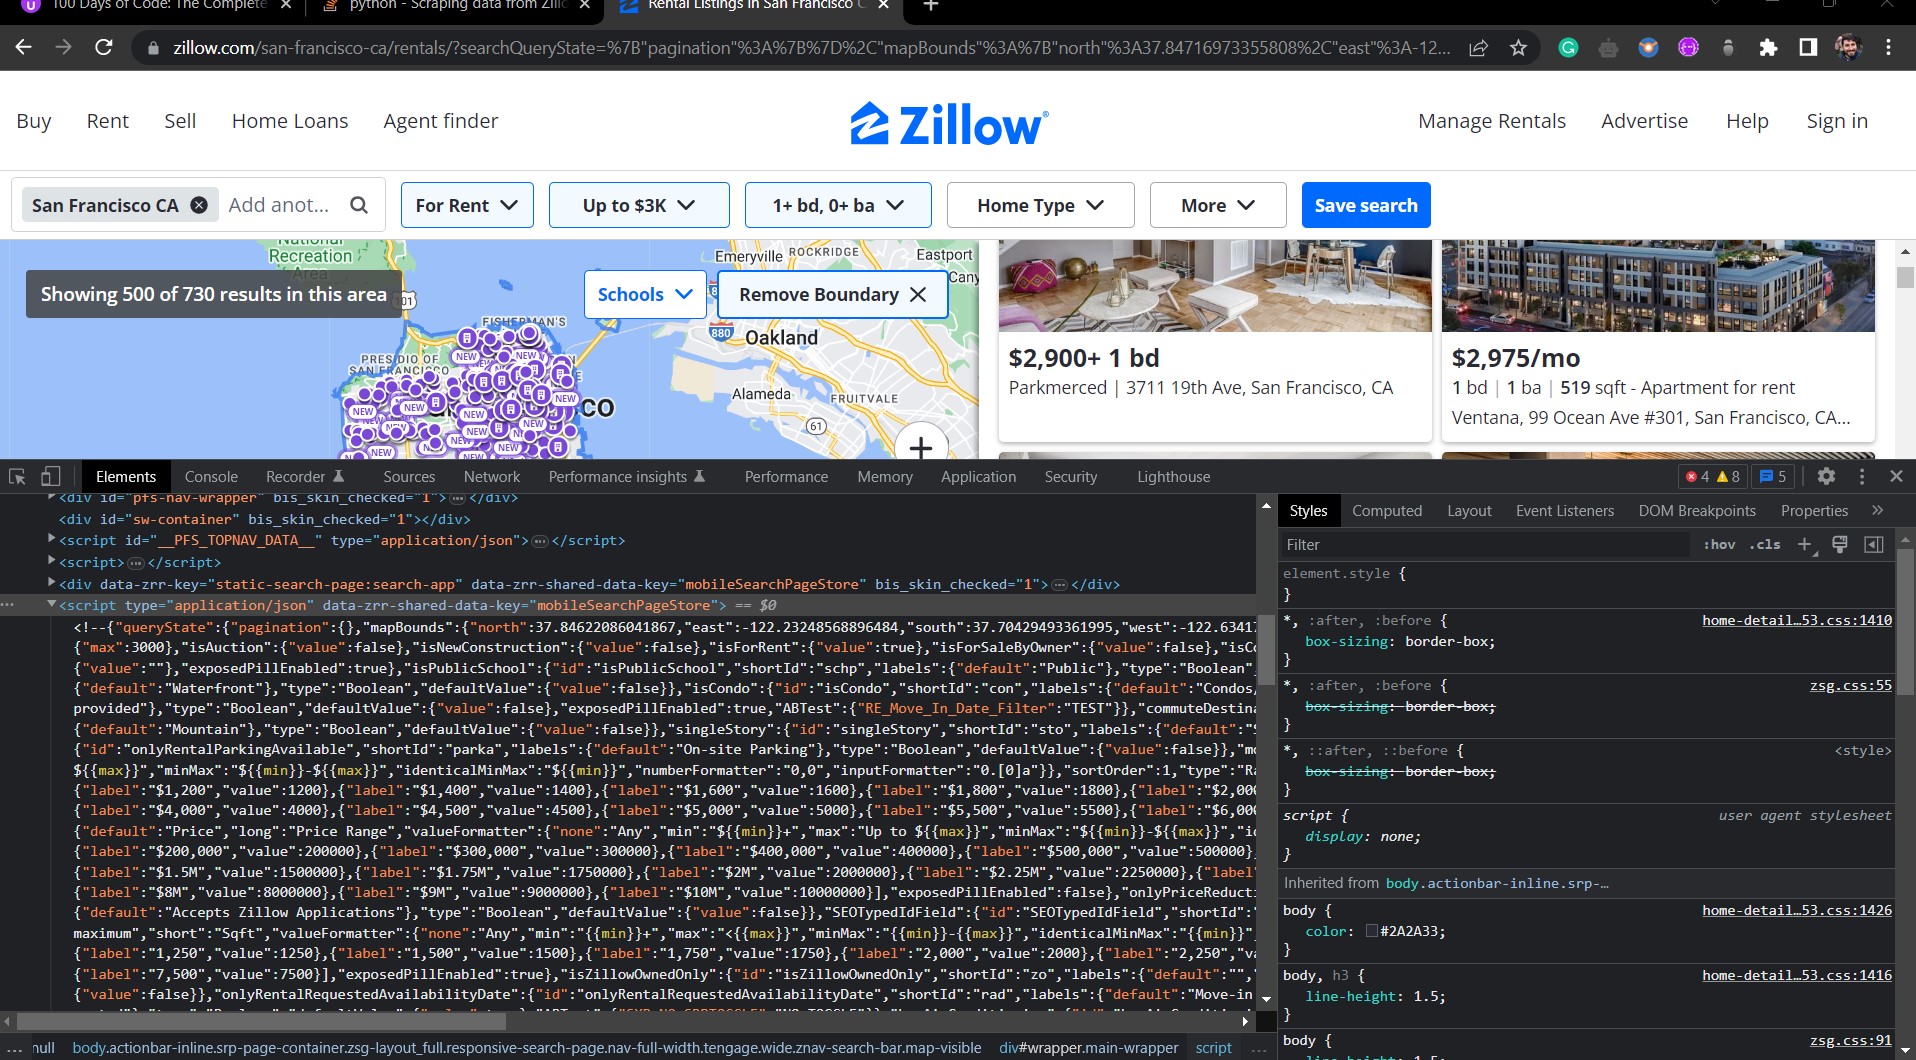 100 Days of Code: The Complete
python - Scraping data from Zillo
Rental Listings in San Francisco C
zillow.com/san-francisco-ca/rentals/?searchQueryState=%7B"pagination"%3A%7B%7D%2C"mapBounds"%3A%7B"north"%3A37.84716973355808%2C"east"%3A-12...
Buy Rent Sell Home Loans Agent finder
Zillow
Manage Rentals Advertise Help Sign in
San Francisco CA Add anot...
For Rent
Up to $3K
1+ bd, 0+ ba
Home Type
More
Save search
National
Recreation
Area
Showing 500 of 730 results in this area
101
Schools
Remove Boundary
Emeryville ROCKRIDGE Eastport
Cany
880
Oakland
FISHERMAN'S
PRESIDIO OF
SAN FRANCISCO
NEW
Alameda FRUITVALE
61
$2,900+ 1 bd
Parkmerced | 3711 19th Ave, San Francisco, CA
$2,975/mo
1 bd | 1 ba | 519 sqft - Apartment for rent
Ventana, 99 Ocean Ave #301, San Francisco, CA...
Elements Console Recorder Sources Network Performance insights Performance Memory Application Security Lighthouse
4 8 5
<div id="pfs-nav-wrapper" bis_skin_checked="1">…</div>
<div id="sw-container" bis_skin_checked="1"></div>
<script id="__PFS_TOPNAV_DATA__" type="application/json">…</script>
<script>…</script>
<div data-zrr-key="static-search-page:search-app" data-zrr-shared-data-key="mobileSearchPageStore" bis_skin_checked="1">…</div>
<script type="application/json" data-zrr-shared-data-key="mobileSearchPageStore"> == $0
<!--{"queryState":{"pagination":{},"mapBounds":{"north":37.84622086041867,"east":-122.23248568896484,"south":37.70429493361995,"west":-122.6341
{"max":3000},"isAuction":{"value":false},"isNewConstruction":{"value":false},"isForRent":{"value":true},"isForSaleByOwner":{"value":false},"isCo
{"value":""},"exposedPillEnabled":true},"isPublicSchool":{"id":"isPublicSchool","shortId":"schp","labels":{"default":"Public"},"type":"Boolean"
{"default":"Waterfront"},"type":"Boolean","defaultValue":{"value":false}},"isCondo":{"id":"isCondo","shortId":"con","labels":{"default":"Condos/
provided"},"type":"Boolean","defaultValue":{"value":false},"exposedPillEnabled":true,"ABTest":{"RE_Move_In_Date_Filter":"TEST"}},"commuteDestina
{"default":"Mountain"},"type":"Boolean","defaultValue":{"value":false}},"singleStory":{"id":"singleStory","shortId":"sto","labels":{"default":"S
{"id":"onlyRentalParkingAvailable","shortId":"parka","labels":{"default":"On-site Parking"},"type":"Boolean","defaultValue":{"value":false}},"mo
${{max}}","minMax":"${{min}}-${{max}}","identicalMinMax":"${{min}}","numberFormatter":"0,0","inputFormatter":"0.[0]a"}},"sortOrder":1,"type":"Ra
{"label":"$1,200","value":1200},{"label":"$1,400","value":1400},{"label":"$1,600","value":1600},{"label":"$1,800","value":1800},{"label":"$2,000
{"label":"$4,000","value":4000},{"label":"$4,500","value":4500},{"label":"$5,000","value":5000},{"label":"$5,500","value":5500},{"label":"$6,000
{"default":"Price","long":"Price Range","valueFormatter":{"none":"Any","min":"${{min}}+","max":"Up to ${{max}}","minMax":"${{min}}-${{max}}","id
{"label":"$200,000","value":200000},{"label":"$300,000","value":300000},{"label":"$400,000","value":400000},{"label":"$500,000","value":500000}
{"label":"$1.5M","value":1500000},{"label":"$1.75M","value":1750000},{"label":"$2M","value":2000000},{"label":"$2.25M","value":2250000},{"label"
{"label":"$8M","value":8000000},{"label":"$9M","value":9000000},{"label":"$10M","value":10000000}],"exposedPillEnabled":false},"onlyPriceReducti
{"default":"Accepts Zillow Applications"},"type":"Boolean","defaultValue":{"value":false}},"SEOTypedIdField":{"id":"SEOTypedIdField","shortId":"
maximum","short":"Sqft","valueFormatter":{"none":"Any","min":"{{min}}+","max":"<{{max}}","minMax":"{{min}}-{{max}}","identicalMinMax":"{{min}}"
{"label":"1,250","value":1250},{"label":"1,500","value":1500},{"label":"1,750","value":1750},{"label":"2,000","value":2000},{"label":"2,250","va
{"label":"7,500","value":7500}],"exposedPillEnabled":true},"isZillowOwnedOnly":{"id":"isZillowOwnedOnly","shortId":"zo","labels":{"default":"","
{"value":false}},"onlyRentalRequestedAvailabilityDate":{"id":"onlyRentalRequestedAvailabilityDate","shortId":"rad","labels":{"default":"Move-in
... null body.actionbar-inline.srp-page-container.zsg-layout_full.responsive-search-page.nav-full-width.tengage.wide.znav-search-bar.map-visible div#wrapper.main-wrapper script ...
Styles Computed Layout Event Listeners DOM Breakpoints Properties »
Filter :hov .cls +
element.style {
}
*, :after, :before { home-detail…53.css:1410
box-sizing: border-box;
}
*, :after, :before { zsg.css:55
box-sizing: border-box;
}
*, ::after, ::before { <style>
box-sizing: border-box;
}
script { user agent stylesheet
display: none;
}
Inherited from body.actionbar-inline.srp-…
body { home-detail…53.css:1426
color: #2A2A33;
}
body, h3 { home-detail…53.css:1416
line-height: 1.5;
}
body { zsg.css:91